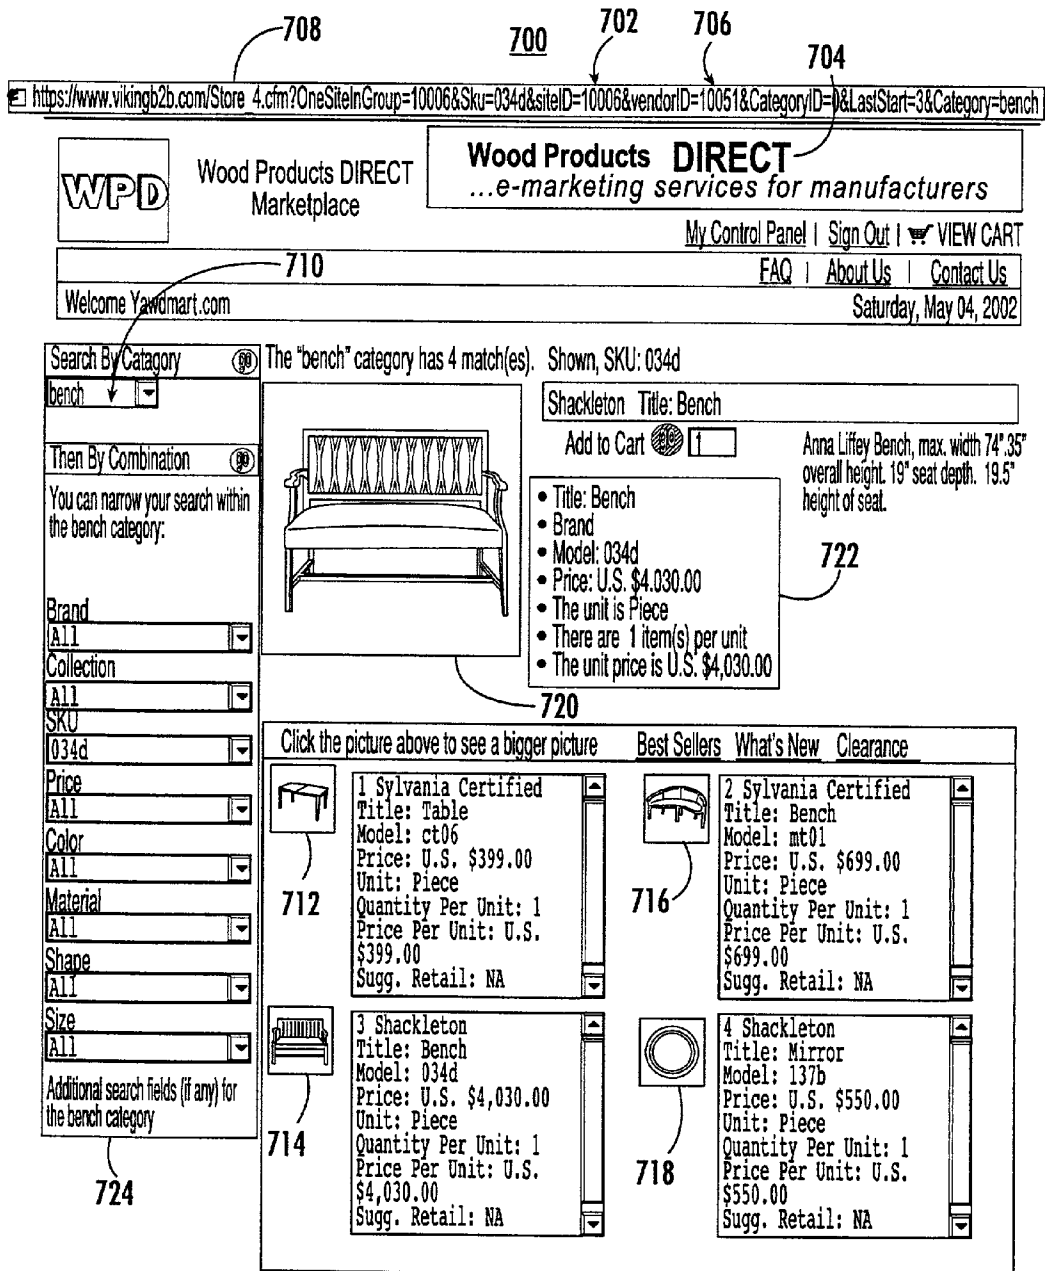 708
700
702
706
704
https://www.vikingb2b.com/Store_4.cfm?OneSiteInGroup=10006&Sku=034d&siteID=10006&vendorID=10051&CategoryID=0&LastStart=3&Category=bench
WPD
Wood Products DIRECT
Marketplace
Wood Products DIRECT
...e-marketing services for manufacturers
My Control Panel | Sign Out | VIEW CART
710
FAQ | About Us | Contact Us
Welcome Yawdmart.com
Saturday, May 04, 2002
Search By Catagory go
bench
Then By Combination go
You can narrow your search within
the bench category:
Brand
All
Collection
All
SKU
034d
Price
All
Color
All
Material
All
Shape
All
Size
All
Additional search fields (if any) for
the bench category
724
The "bench" category has 4 match(es). Shown, SKU: 034d
Shackleton Title: Bench
Add to Cart go 1
Anna Liffey Bench, max. width 74".35"
overall height. 19" seat depth. 19.5"
height of seat.
• Title: Bench
• Brand
• Model: 034d
• Price: U.S. $4.030.00
• The unit is Piece
• There are 1 item(s) per unit
• The unit price is U.S. $4,030.00
722
720
Click the picture above to see a bigger picture
Best Sellers What's New Clearance
712
1 Sylvania Certified
Title: Table
Model: ct06
Price: U.S. $399.00
Unit: Piece
Quantity Per Unit: 1
Price Per Unit: U.S.
$399.00
Sugg. Retail: NA
716
2 Sylvania Certified
Title: Bench
Model: mt01
Price: U.S. $699.00
Unit: Piece
Quantity Per Unit: 1
Price Per Unit: U.S.
$699.00
Sugg. Retail: NA
714
3 Shackleton
Title: Bench
Model: 034d
Price: U.S. $4,030.00
Unit: Piece
Quantity Per Unit: 1
Price Per Unit: U.S.
$4,030.00
Sugg. Retail: NA
718
4 Shackleton
Title: Mirror
Model: 137b
Price: U.S. $550.00
Unit: Piece
Quantity Per Unit: 1
Price Per Unit: U.S.
$550.00
Sugg. Retail: NA